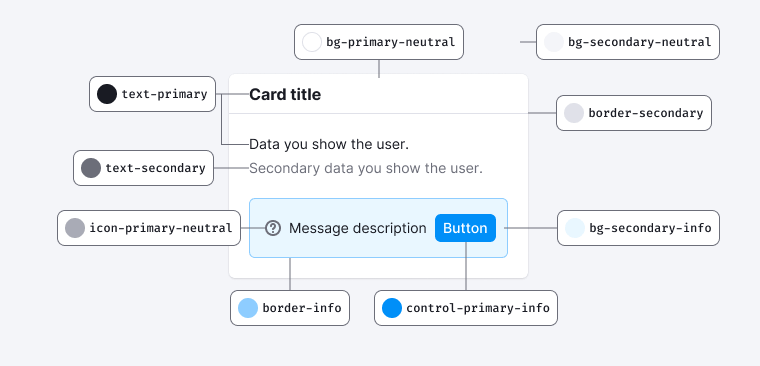 bg-primary-neutral
bg-secondary-neutral
text-primary
Card title
border-secondary
Data you show the user.
text-secondary
Secondary data you show the user.
icon-primary-neutral
Message description
Button
bg-secondary-info
border-info
control-primary-info